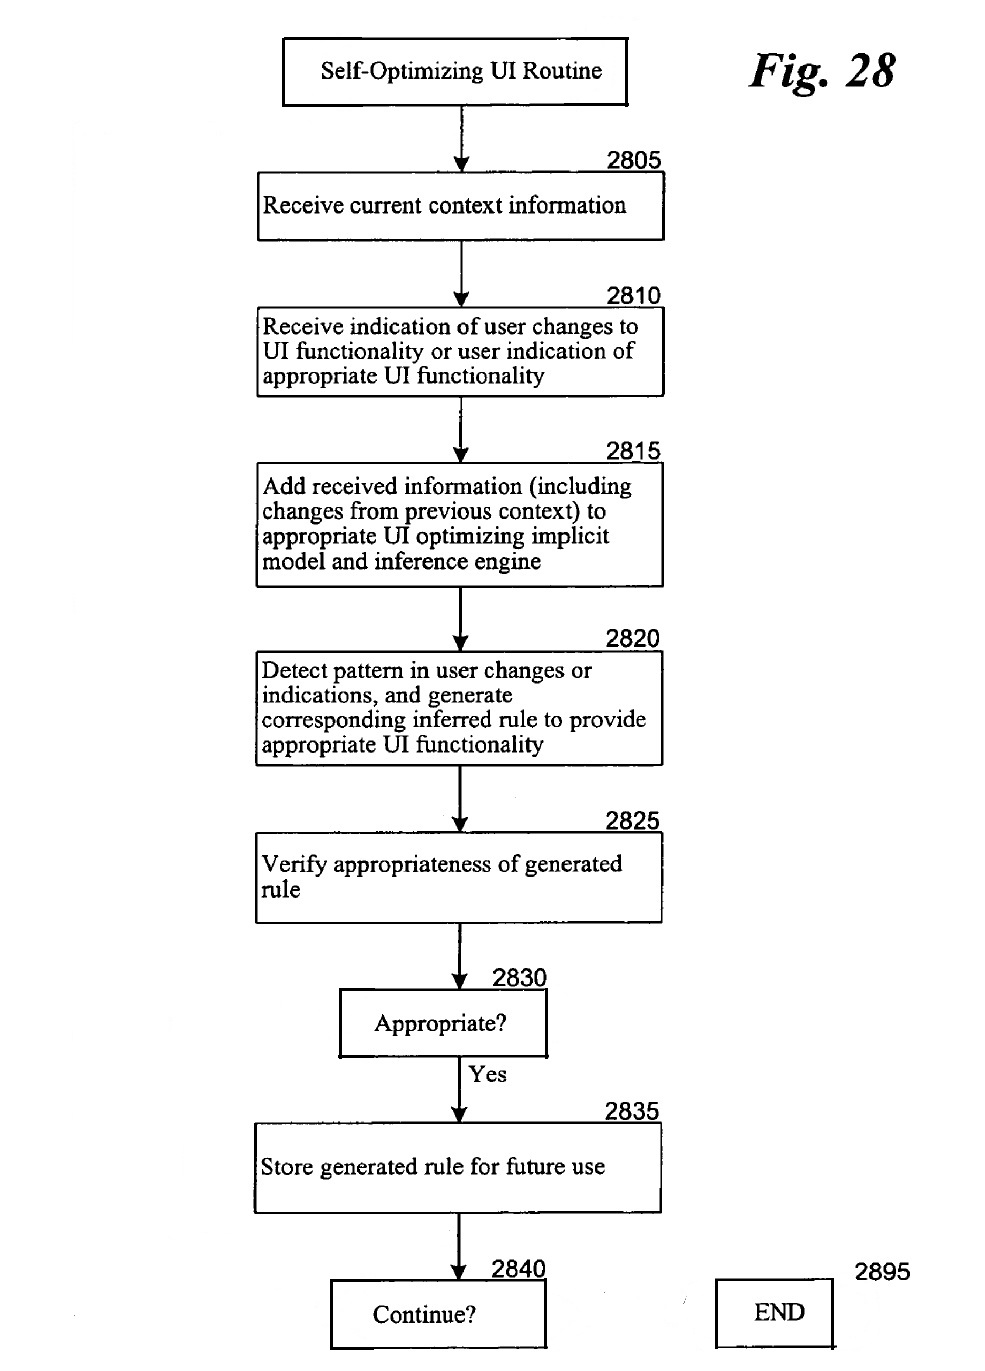 Self-Optimizing UI Routine
Fig. 28
2805
Receive current context information
2810
Receive indication of user changes to
UI functionality or user indication of
appropriate UI functionality
2815
Add received information (including
changes from previous context) to
appropriate UI optimizing implicit
model and inference engine
2820
Detect pattern in user changes or
indications, and generate
corresponding inferred rule to provide
appropriate UI functionality
2825
Verify appropriateness of generated
rule
2830
Appropriate?
Yes
2835
Store generated rule for future use
2840
Continue?
2895
END